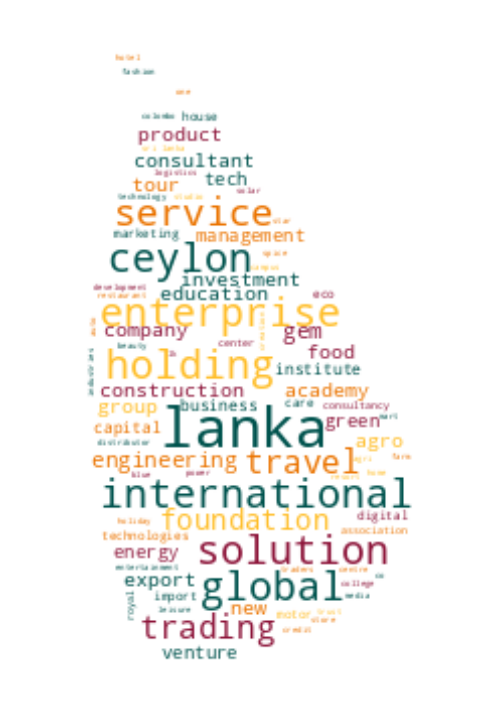 hotel
fashion
one
colombo house
product
sri lanka
consultant
logistics
tour tech
solar
technology studio
service
star
marketing management
spice
ceylon
campus
investment
development
education eco
restaurant
enterprise
company gem
beauty center
food
holding
institute
construction academy
group business care consultancy
mart
lanka
green
capital
distributor agro
engineering travel
farm
agri
blue power home
resort
international
foundation digital
holiday
technologies association
energy solution
entertainment traders centre
export global college
royal import media
leisure new motor trust
store
trading credit
venture